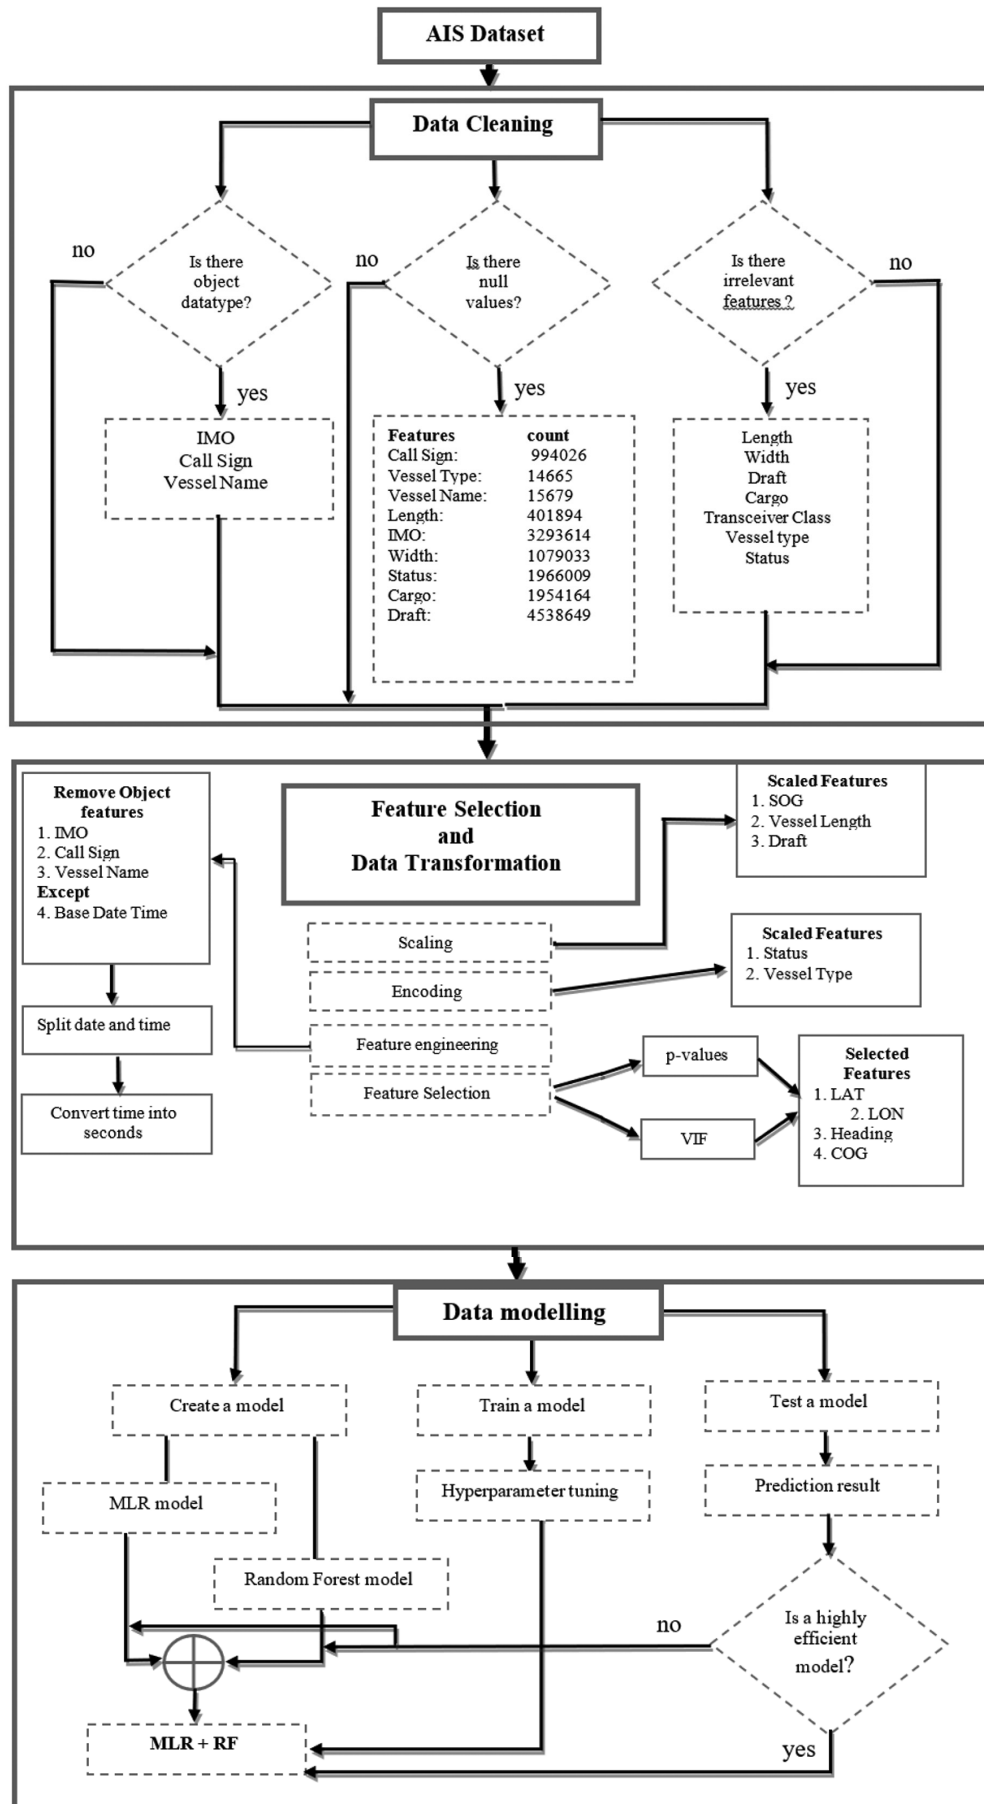 AIS Dataset
Data Cleaning
no
Is there
object
datatype?
no
Is there
null
values?
Is there
irrelevant
features ?
no
yes
yes
yes
IMO
Call Sign
Vessel Name
Features count
Call Sign: 994026
Vessel Type: 14665
Vessel Name: 15679
Length: 401894
IMO: 3293614
Width: 1079033
Status: 1966009
Cargo: 1954164
Draft: 4538649
Length
Width
Draft
Cargo
Transceiver Class
Vessel type
Status
Remove Object
features
1. IMO
2. Call Sign
3. Vessel Name
Except
4. Base Date Time
Split date and time
Convert time into
seconds
Feature Selection
and
Data Transformation
Scaling
Encoding
Feature engineering
Feature Selection
Scaled Features
1. SOG
2. Vessel Length
3. Draft
Scaled Features
1. Status
2. Vessel Type
p-values
VIF
Selected
Features
1. LAT
2. LON
3. Heading
4. COG
Data modelling
Create a model
Train a model
Test a model
MLR model
Hyperparameter tuning
Prediction result
Random Forest model
no
Is a highly
efficient
model?
MLR + RF
yes